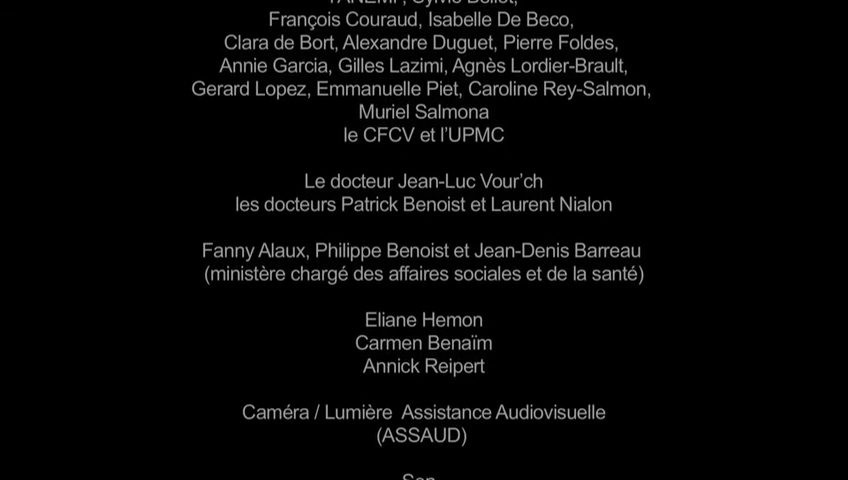 François Couraud, Isabelle De Beco,
Clara de Bort, Alexandre Duguet, Pierre Foldes,
Annie Garcia, Gilles Lazimi, Agnès Lordier-Brault,
Gerard Lopez, Emmanuelle Piet, Caroline Rey-Salmon,
Muriel Salmona
le CFCV et l'UPMC
Le docteur Jean-Luc Vour'ch
les docteurs Patrick Benoist et Laurent Nialon
Fanny Alaux, Philippe Benoist et Jean-Denis Barreau
(ministère chargé des affaires sociales et de la santé)
Eliane Hemon
Carmen Benaïm
Annick Reipert
Caméra / Lumière Assistance Audiovisuelle
(ASSAUD)